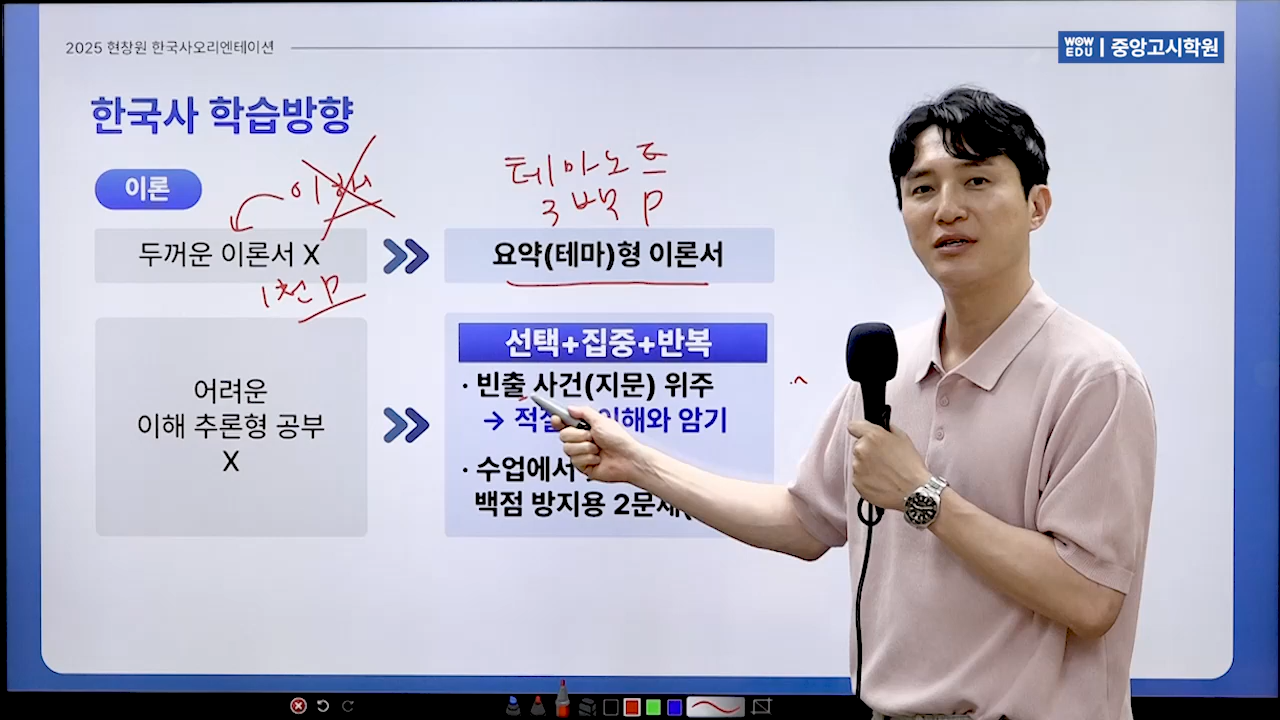 2025 현창원 한국사오리엔테이션
WOW EDU | 중앙고시학원
한국사 학습방향
이론
테마노트
3백 p
두꺼운 이론서 X
요약(테마)형 이론서
1천 p
선택+집중+반복
어려운
이해 추론형 공부
X
· 빈출 사건(지문) 위주
→ 이해와 암기
· 수업에서
백점 방지용 2문제(